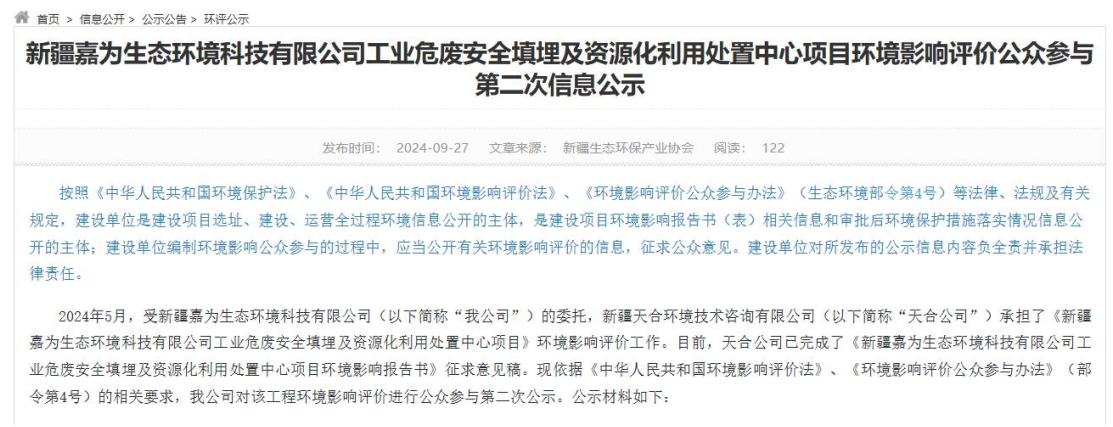 首页 > 信息公开 > 公示公告 > 环评公示
新疆嘉为生态环境科技有限公司工业危废安全填埋及资源化利用处置中心项目环境影响评价公众参与
第二次信息公示
发布时间： 2024-09-27 文章来源： 新疆生态环保产业协会 阅读： 122
按照《中华人民共和国环境保护法》、《中华人民共和国环境影响评价法》、《环境影响评价公众参与办法》（生态环境部令第4号）等法律、法规及有关
规定，建设单位是建设项目选址、建设、运营全过程环境信息公开的主体，是建设项目环境影响报告书（表）相关信息和审批后环境保护措施落实情况信息公
开的主体；建设单位编制环境影响公众参与的过程中，应当公开有关环境影响评价的信息，征求公众意见。建设单位对所发布的公示信息内容负全责并承担法
律责任。
2024年5月，受新疆嘉为生态环境科技有限公司（以下简称“我公司”）的委托，新疆天合环境技术咨询有限公司（以下简称“天合公司”）承担了《新疆
嘉为生态环境科技有限公司工业危废安全填埋及资源化利用处置中心项目》环境影响评价工作。目前，天合公司已完成了《新疆嘉为生态环境科技有限公司工
业危废安全填埋及资源化利用处置中心项目环境影响报告书》征求意见稿。现依据《中华人民共和国环境影响评价法》、《环境影响评价公众参与办法》（部
令第4号）的相关要求，我公司对该工程环境影响评价进行公众参与第二次公示。公示材料如下：